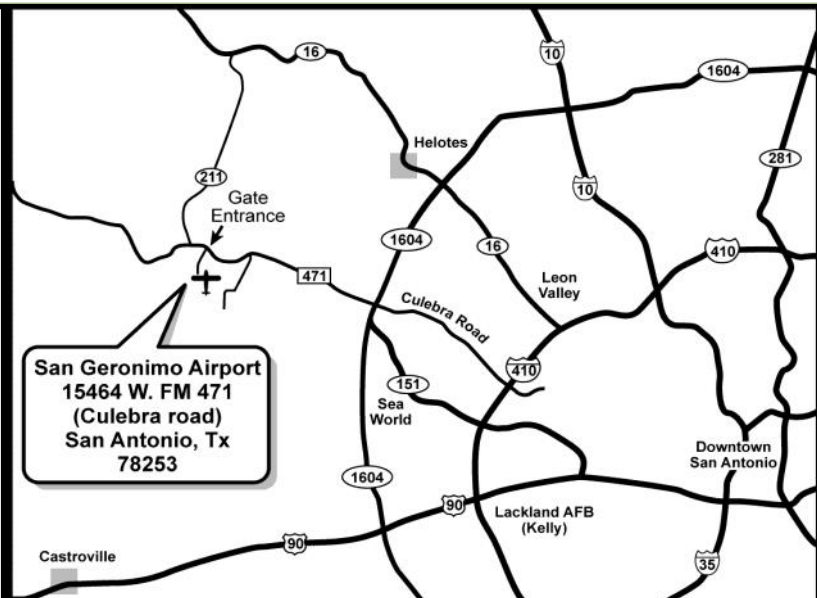 10
16
1604
Helotes
281
211
10
Gate
Entrance
1604
16
410
Leon
Valley
471
Culebra Road
San Geronimo Airport
15464 W. FM 471
(Culebra road)
San Antonio, Tx
78253
410
151
Sea
World
Downtown
San Antonio
1604
90
Lackland AFB
(Kelly)
90
Castroville
35